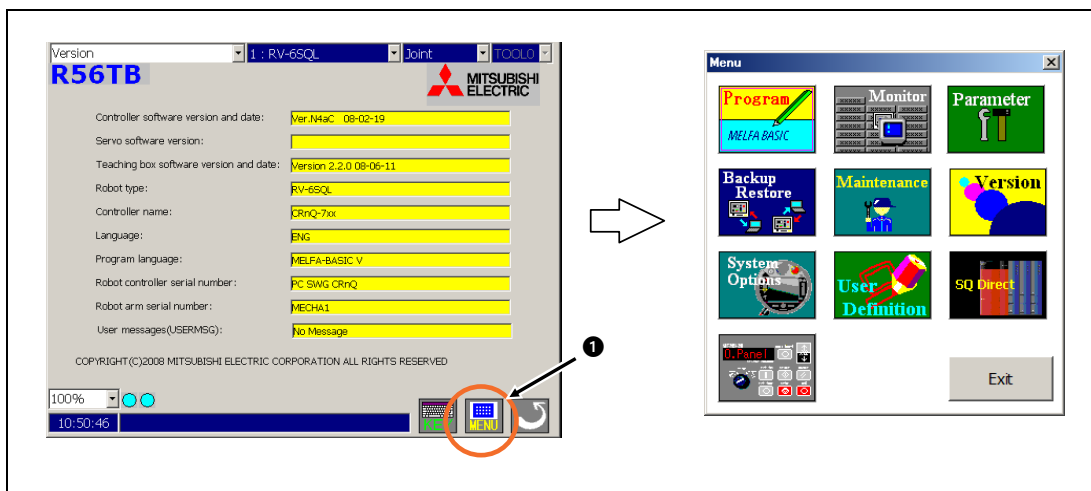 Version 1 : RV-6SQL Joint TOOL0
R56TB
MITSUBISHI
ELECTRIC
Controller software version and date: Ver.N4aC 08-02-19
Servo software version:
Teaching box software version and date: Version 2.2.0 08-06-11
Robot type: RV-6SQL
Controller name: CRnQ-7xx
Language: ENG
Program language: MELFA-BASIC V
Robot controller serial number: PC SWG CRnQ
Robot arm serial number: MECHA1
User messages(USERMSG): No Message
COPYRIGHT(C)2008 MITSUBISHI ELECTRIC CORPORATION ALL RIGHTS RESERVED
❶
100%
10:50:46
KEY MENU
Menu
Program Monitor Parameter
MELFA BASIC
Backup
Restore
Maintenance
Version
System
Options
User
Definition
SQ Direct
O.Panel
Exit